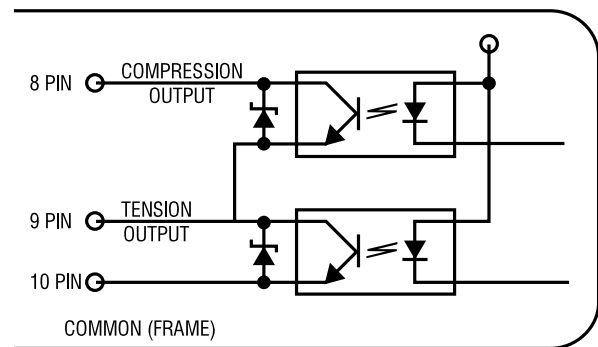 8 PIN
COMPRESSION
OUTPUT
9 PIN
TENSION
OUTPUT
10 PIN
COMMON (FRAME)